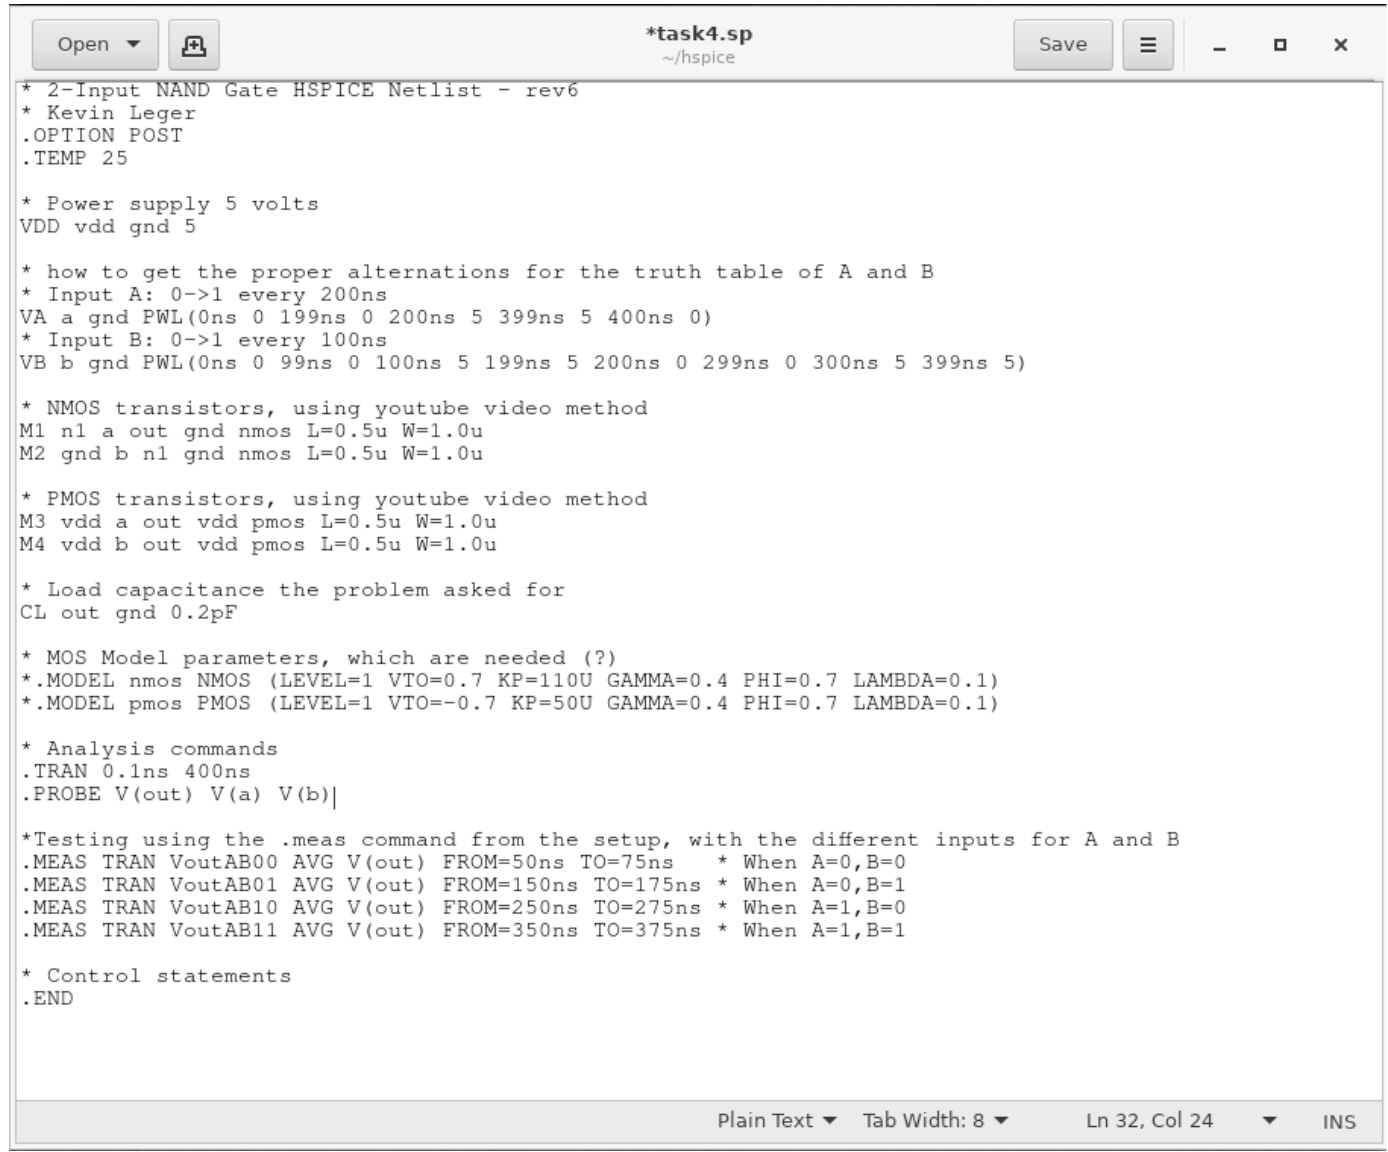 Open
*task4.sp
~/hspice
Save
* 2-Input NAND Gate HSPICE Netlist - rev6
* Kevin Leger
.OPTION POST
.TEMP 25
* Power supply 5 volts
VDD vdd gnd 5
* how to get the proper alternations for the truth table of A and B
* Input A: 0->1 every 200ns
VA a gnd PWL(0ns 0 199ns 0 200ns 5 399ns 5 400ns 0)
* Input B: 0->1 every 100ns
VB b gnd PWL(0ns 0 99ns 0 100ns 5 199ns 5 200ns 0 299ns 0 300ns 5 399ns 5)
* NMOS transistors, using youtube video method
M1 n1 a out gnd nmos L=0.5u W=1.0u
M2 gnd b n1 gnd nmos L=0.5u W=1.0u
* PMOS transistors, using youtube video method
M3 vdd a out vdd pmos L=0.5u W=1.0u
M4 vdd b out vdd pmos L=0.5u W=1.0u
* Load capacitance the problem asked for
CL out gnd 0.2pF
* MOS Model parameters, which are needed (?)
*.MODEL nmos NMOS (LEVEL=1 VTO=0.7 KP=110U GAMMA=0.4 PHI=0.7 LAMBDA=0.1)
*.MODEL pmos PMOS (LEVEL=1 VTO=-0.7 KP=50U GAMMA=0.4 PHI=0.7 LAMBDA=0.1)
* Analysis commands
.TRAN 0.1ns 400ns
.PROBE V(out) V(a) V(b)
*Testing using the .meas command from the setup, with the different inputs for A and B
.MEAS TRAN VoutAB00 AVG V(out) FROM=50ns TO=75ns   * When A=0,B=0
.MEAS TRAN VoutAB01 AVG V(out) FROM=150ns TO=175ns * When A=0,B=1
.MEAS TRAN VoutAB10 AVG V(out) FROM=250ns TO=275ns * When A=1,B=0
.MEAS TRAN VoutAB11 AVG V(out) FROM=350ns TO=375ns * When A=1,B=1
* Control statements
.END
Plain Text Tab Width: 8 Ln 32, Col 24 INS